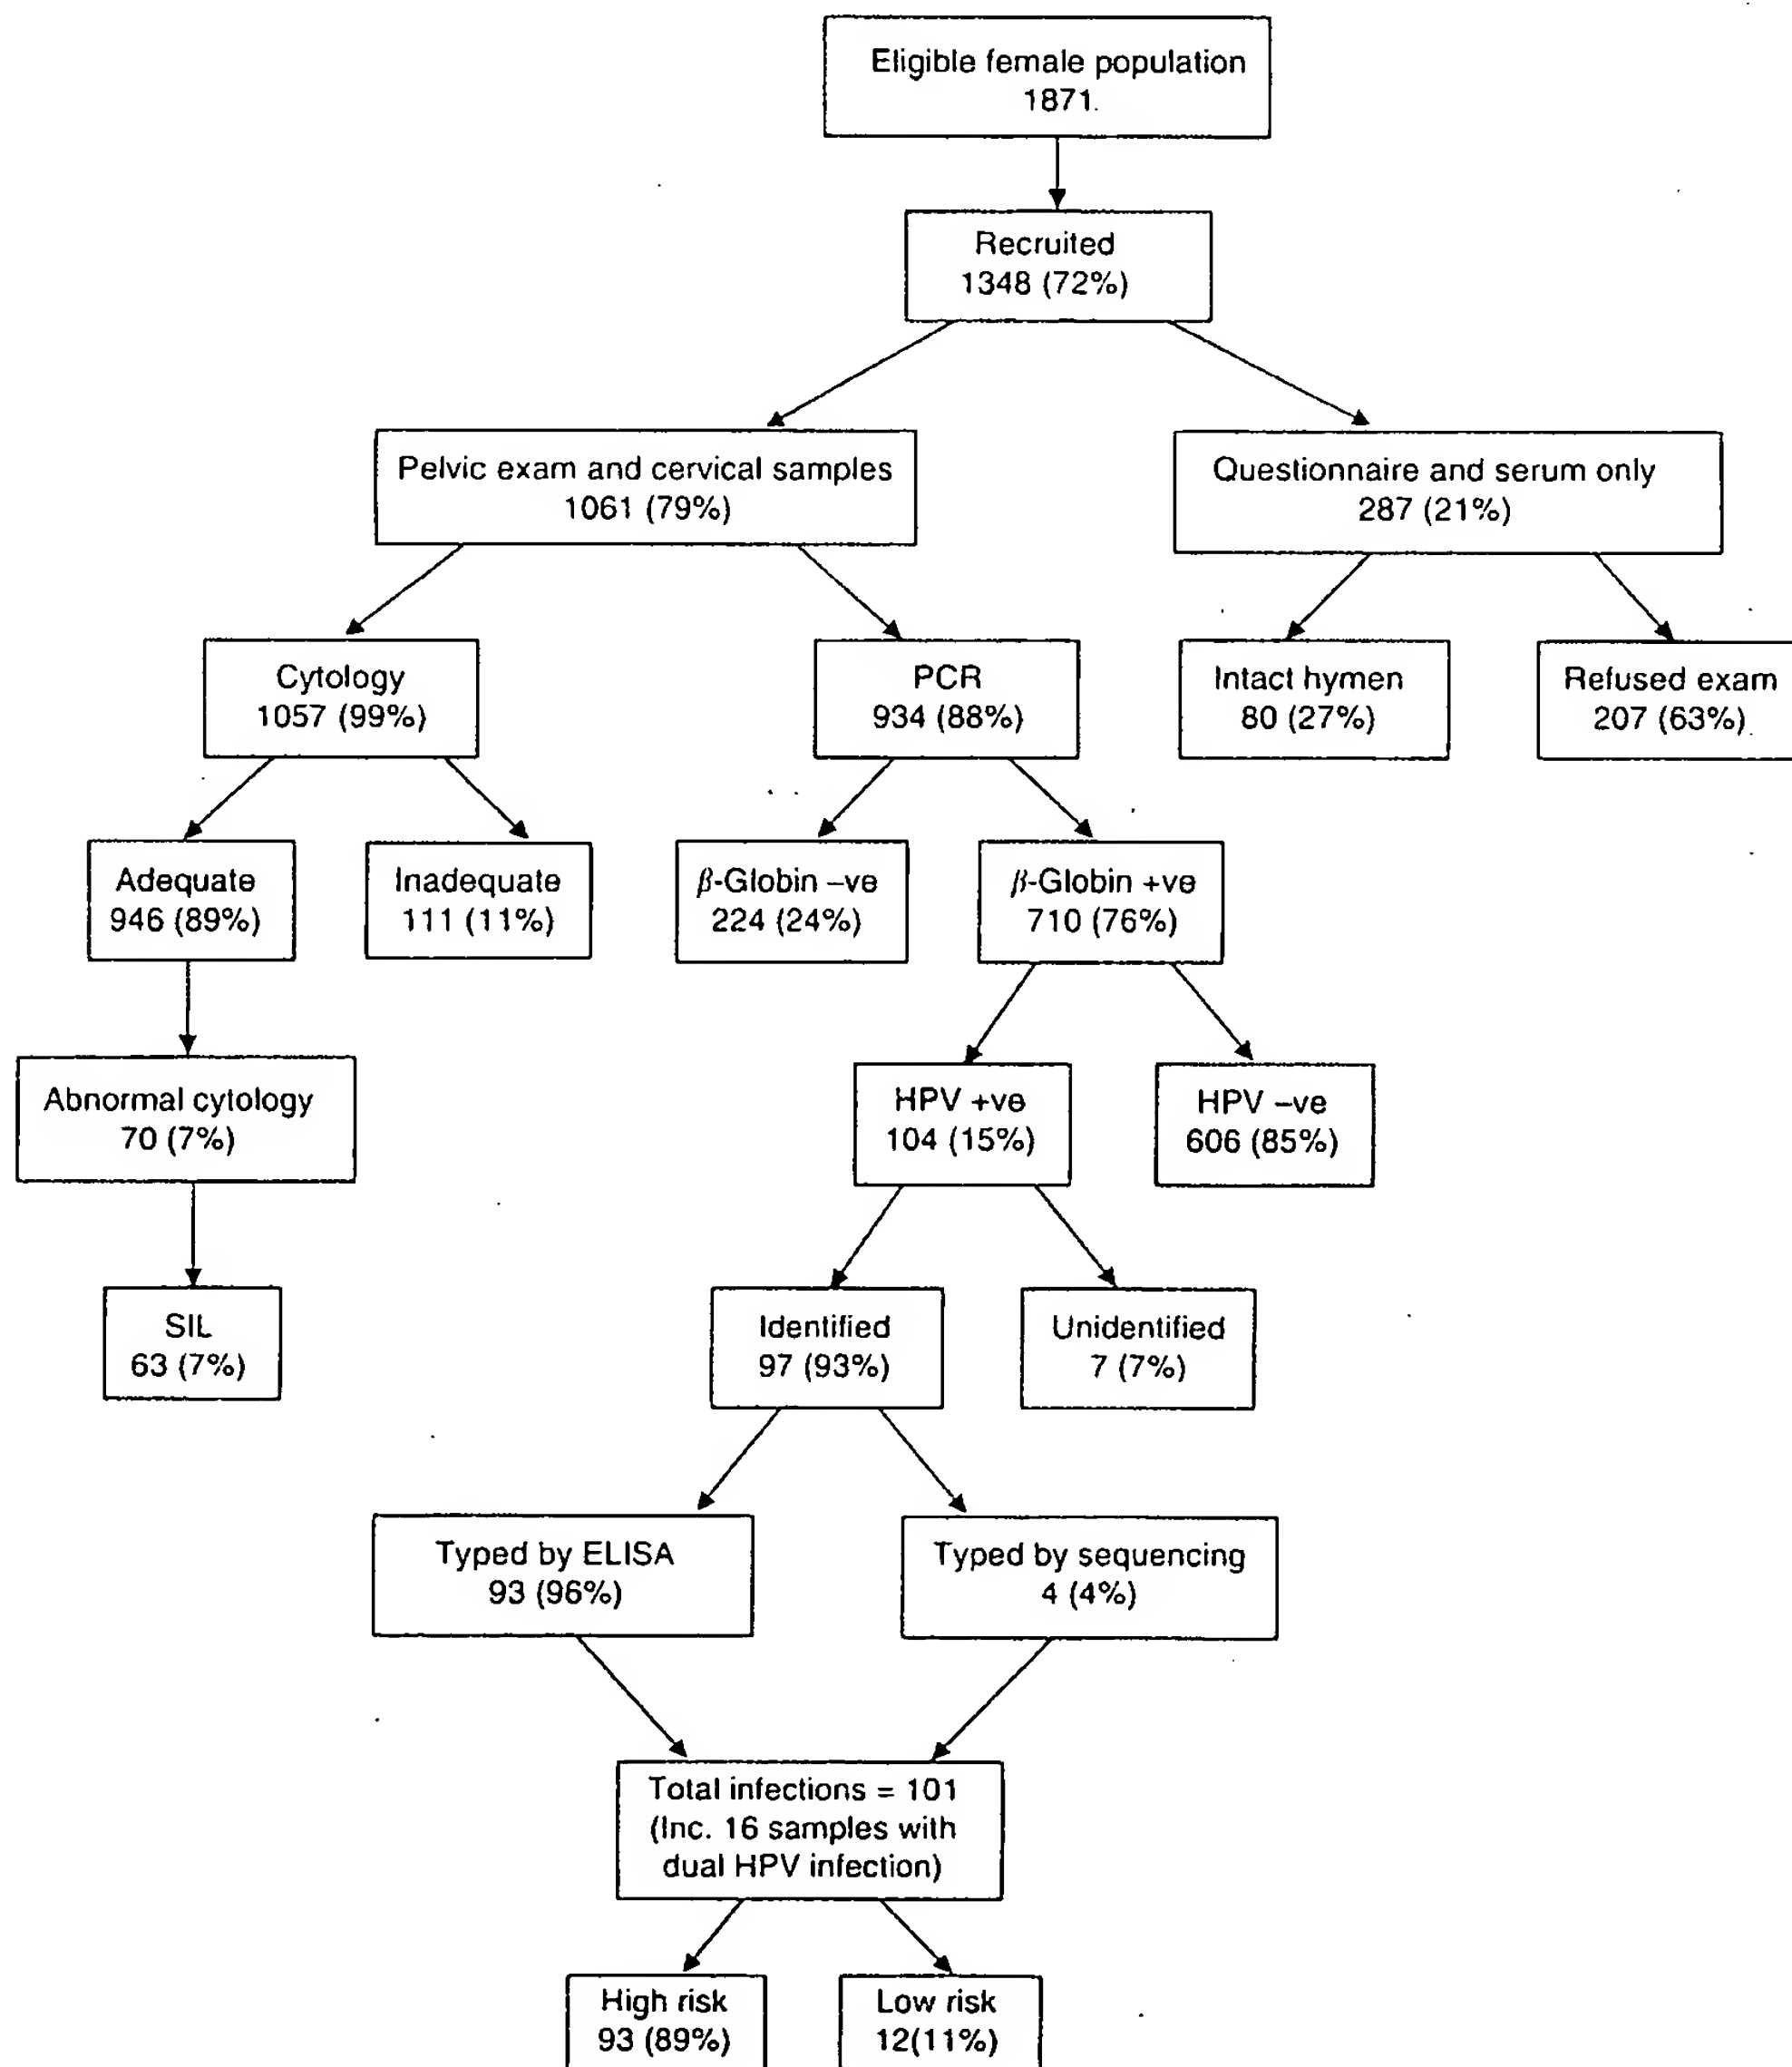 Eligible female population
1871
Recruited
1348 (72%)
Pelvic exam and cervical samples
1061 (79%)
Questionnaire and serum only
287 (21%)
Cytology
1057 (99%)
PCR
934 (88%)
Intact hymen
80 (27%)
Refused exam
207 (63%)
Adequate
946 (89%)
Inadequate
111 (11%)
β-Globin –ve
224 (24%)
β-Globin +ve
710 (76%)
Abnormal cytology
70 (7%)
HPV +ve
104 (15%)
HPV –ve
606 (85%)
SIL
63 (7%)
Identified
97 (93%)
Unidentified
7 (7%)
Typed by ELISA
93 (96%)
Typed by sequencing
4 (4%)
Total infections = 101
(Inc. 16 samples with
dual HPV infection)
High risk
93 (89%)
Low risk
12(11%)